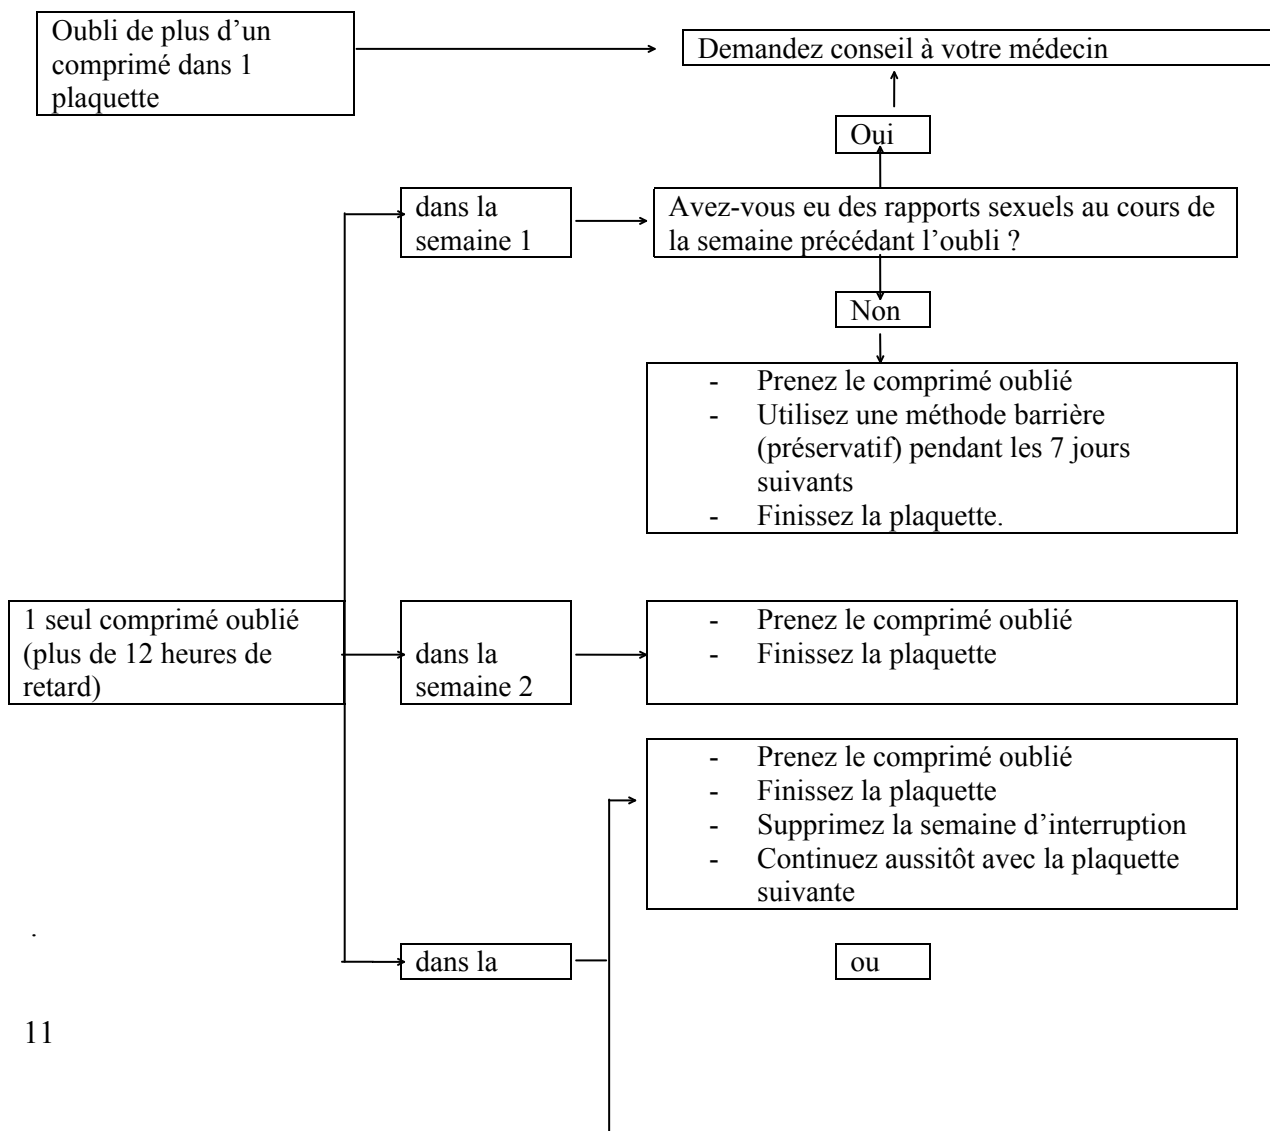 Oubli de plus d’un
comprimé dans 1
plaquette
Demandez conseil à votre médecin
Oui
dans la
semaine 1
Avez-vous eu des rapports sexuels au cours de
la semaine précédant l’oubli ?
Non
- Prenez le comprimé oublié
- Utilisez une méthode barrière
(préservatif) pendant les 7 jours
suivants
- Finissez la plaquette.
1 seul comprimé oublié
(plus de 12 heures de
retard)
dans la
semaine 2
- Prenez le comprimé oublié
- Finissez la plaquette
- Prenez le comprimé oublié
- Finissez la plaquette
- Supprimez la semaine d’interruption
- Continuez aussitôt avec la plaquette
suivante
.
dans la
ou
11